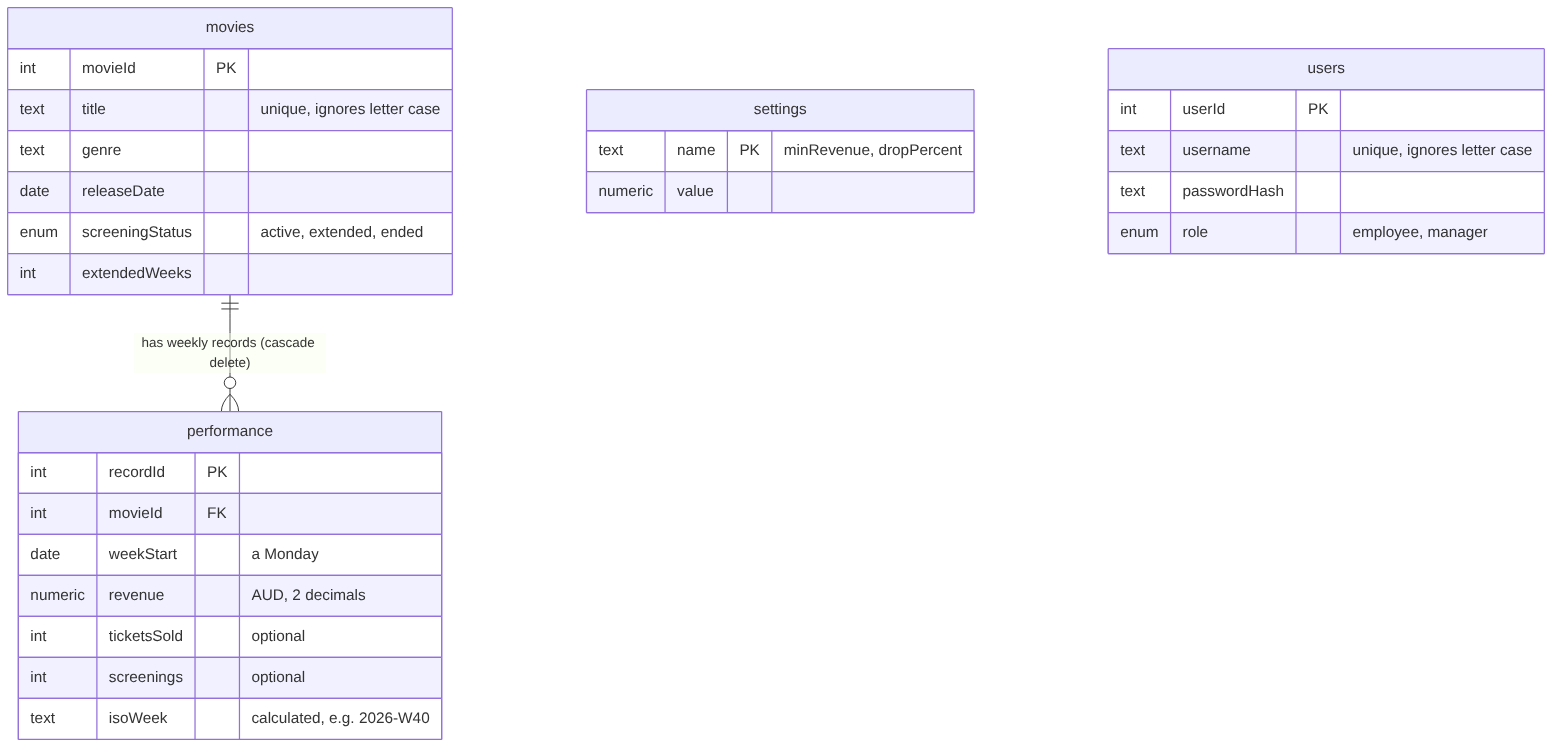 movies
int movieId PK
text title unique, ignores letter case
text genre
date releaseDate
enum screeningStatus active, extended, ended
int extendedWeeks
has weekly records (cascade
delete)
performance
int recordId PK
int movieId FK
date weekStart a Monday
numeric revenue AUD, 2 decimals
int ticketsSold optional
int screenings optional
text isoWeek calculated, e.g. 2026-W40
settings
text name PK minRevenue, dropPercent
numeric value
users
int userId PK
text username unique, ignores letter case
text passwordHash
enum role employee, manager